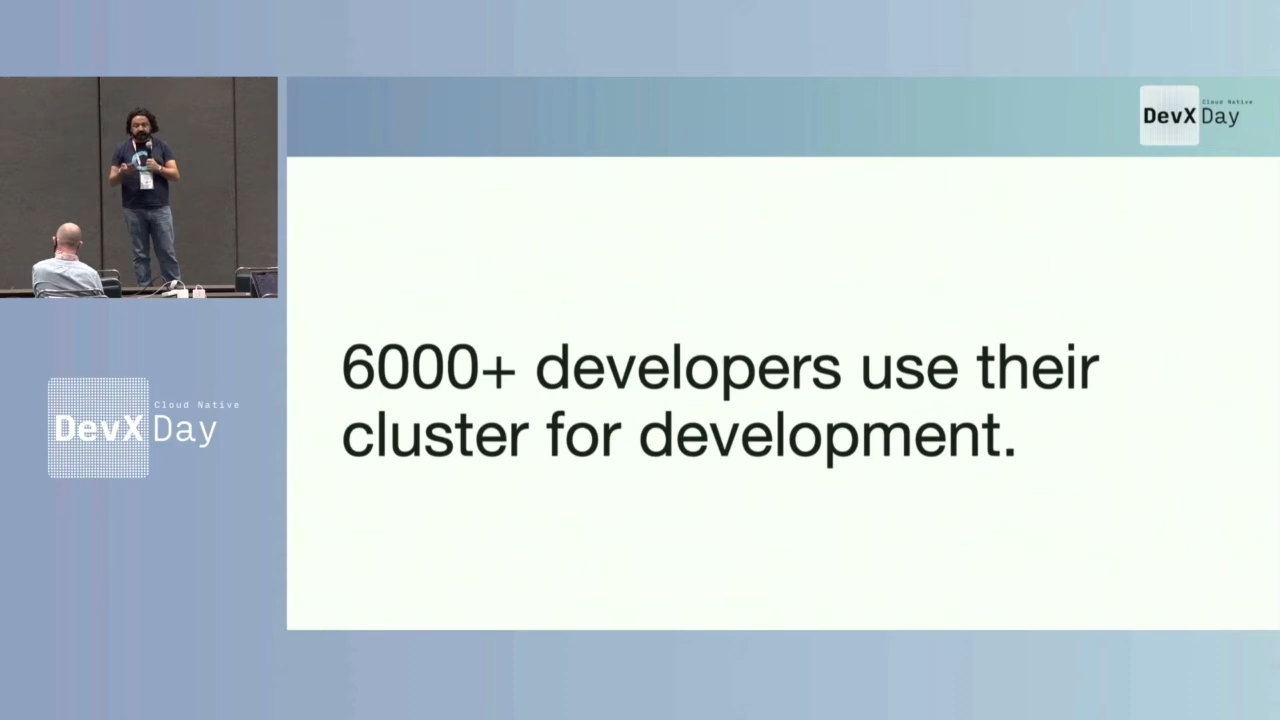 Cloud Native
DevX Day
6000+ developers use their
cluster for development.
Cloud Native
DevX Day